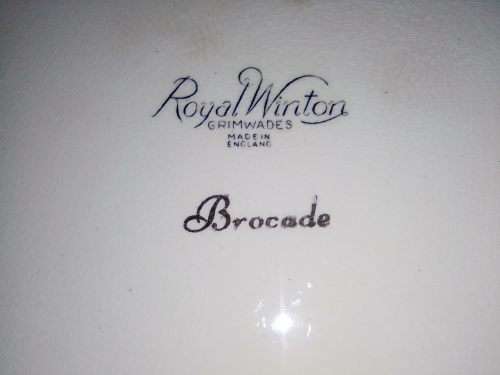 Royal Winton
GRIMWADES
MADE IN
ENGLAND
Brocade